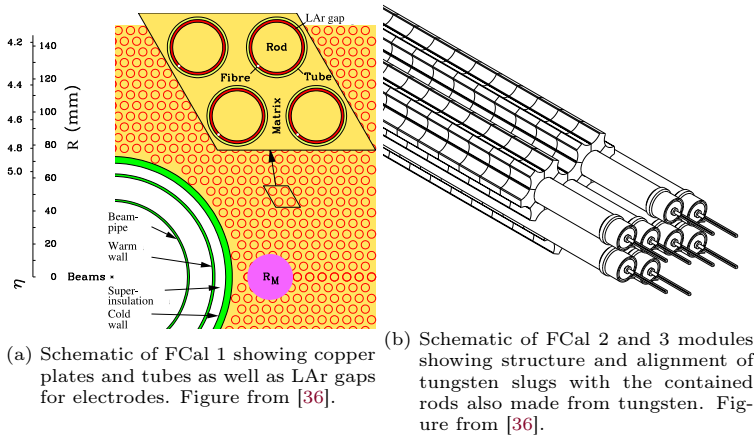 LAr gap
4.2
140
Rod
120
Fibre
Tube
4.4
R (mm)
100
Matrix
4.6
80
4.8
5.0
60
Beam-
pipe
40
Warm
wall
20
η
Beams
0
R_M
Super-
insulation
Cold
wall
(a) Schematic of FCal 1 showing copper
plates and tubes as well as LAr gaps
for electrodes. Figure from [36].
(b) Schematic of FCal 2 and 3 modules
showing structure and alignment of
tungsten slugs with the contained
rods also made from tungsten. Fig-
ure from [36].